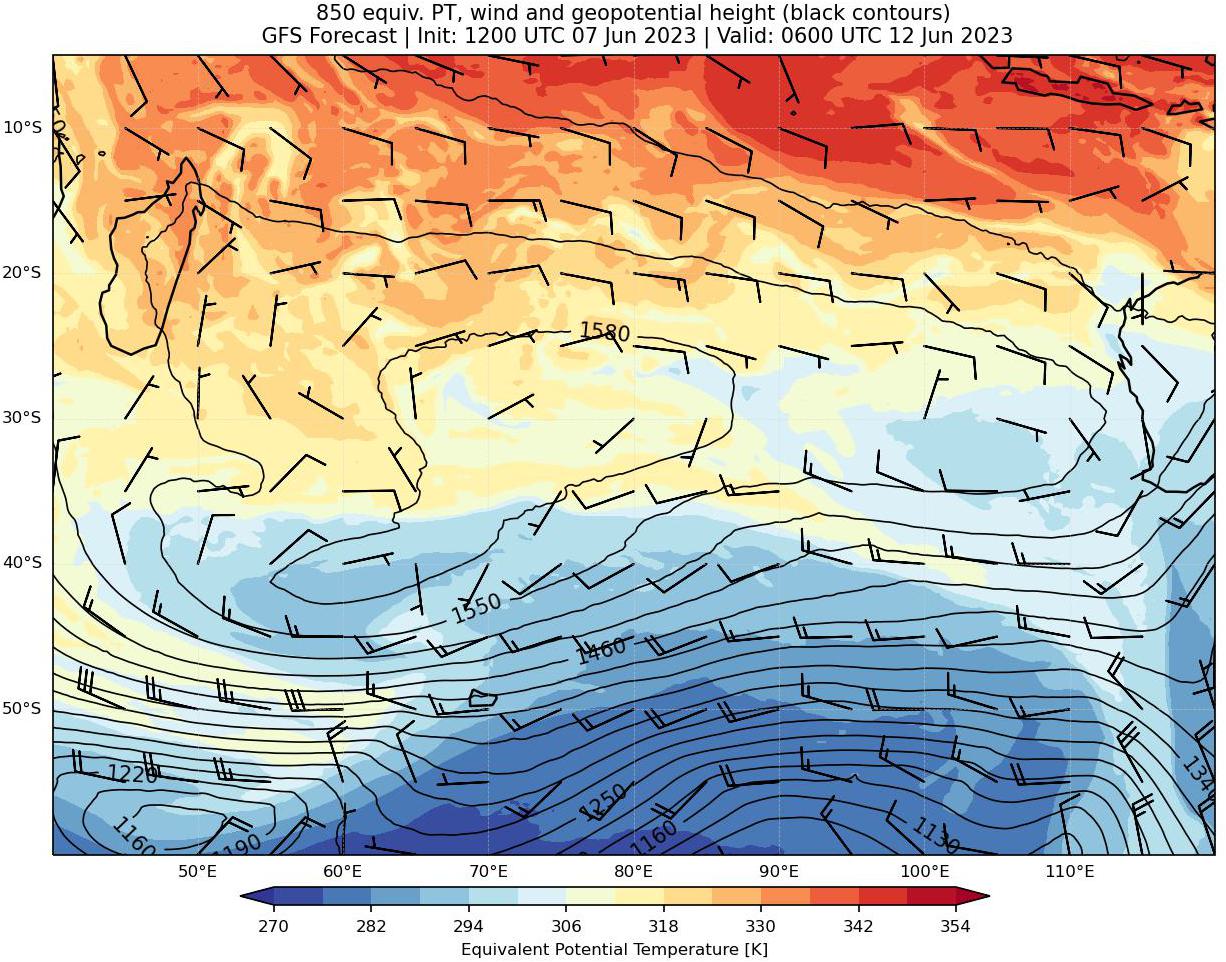 850 equiv. PT, wind and geopotential height (black contours)
GFS Forecast | Init: 1200 UTC 07 Jun 2023 | Valid: 0600 UTC 12 Jun 2023
10°S
20°S
1580
30°S
40°S
1550
1460
50°S
1220
1340
1250
1160
1190
1160
1130
50°E 60°E 70°E 80°E 90°E 100°E 110°E
270 282 294 306 318 330 342 354
Equivalent Potential Temperature [K]